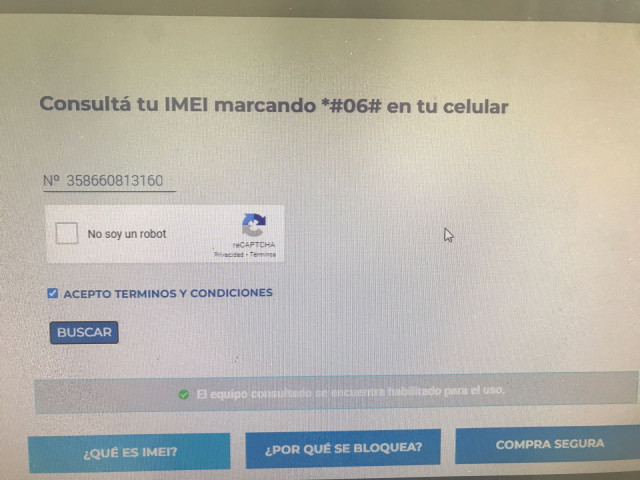 Consultá tu IMEI marcando *#06# en tu celular
Nº 358660813160
No soy un robot
reCAPTCHA
Privacidad - Términos
ACEPTO TERMINOS Y CONDICIONES
BUSCAR
El equipo consultado se encuentra habilitado para el uso.
¿QUÉ ES IMEI?
¿POR QUÉ SE BLOQUEA?
COMPRA SEGURA